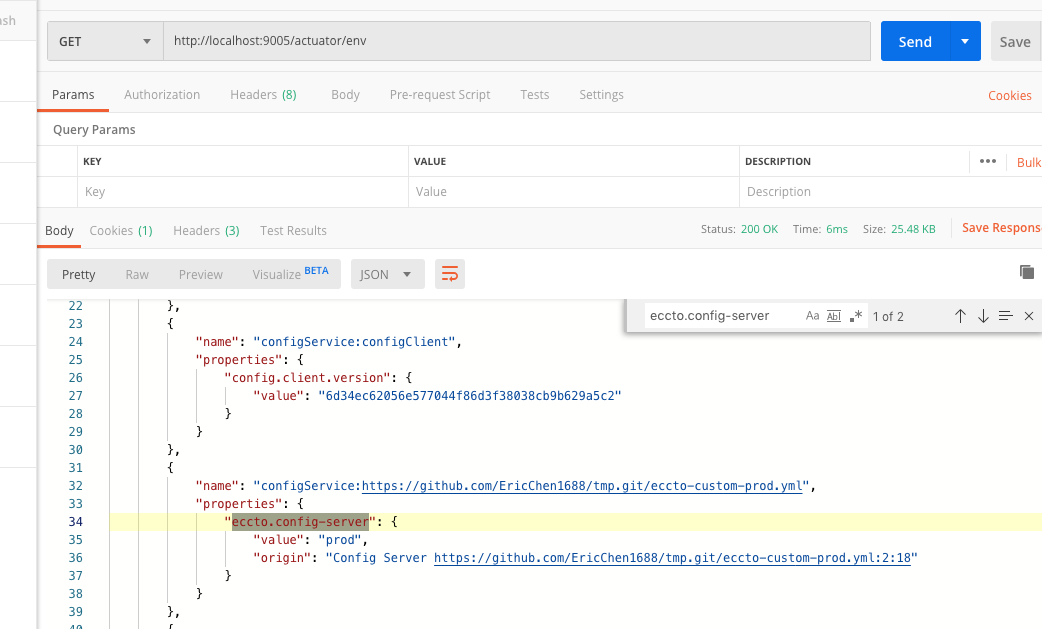 ash
GET http://localhost:9005/actuator/env Send Save
Params Authorization Headers (8) Body Pre-request Script Tests Settings Cookies
Query Params
KEY VALUE DESCRIPTION ••• Bulk
Key Value Description
Body Cookies (1) Headers (3) Test Results Status: 200 OK Time: 6ms Size: 25.48 KB Save Respons
Pretty Raw Preview Visualize BETA JSON
eccto.config-server Aa Abl .* 1 of 2
22 },
23 {
24 "name": "configService:configClient",
25 "properties": {
26 "config.client.version": {
27 "value": "6d34ec62056e577044f86d3f38038cb9b629a5c2"
28 }
29 }
30 },
31 {
32 "name": "configService:https://github.com/EricChen1688/tmp.git/eccto-custom-prod.yml",
33 "properties": {
34 "eccto.config-server": {
35 "value": "prod",
36 "origin": "Config Server https://github.com/EricChen1688/tmp.git/eccto-custom-prod.yml:2:18"
37 }
38 }
39 },
40 {